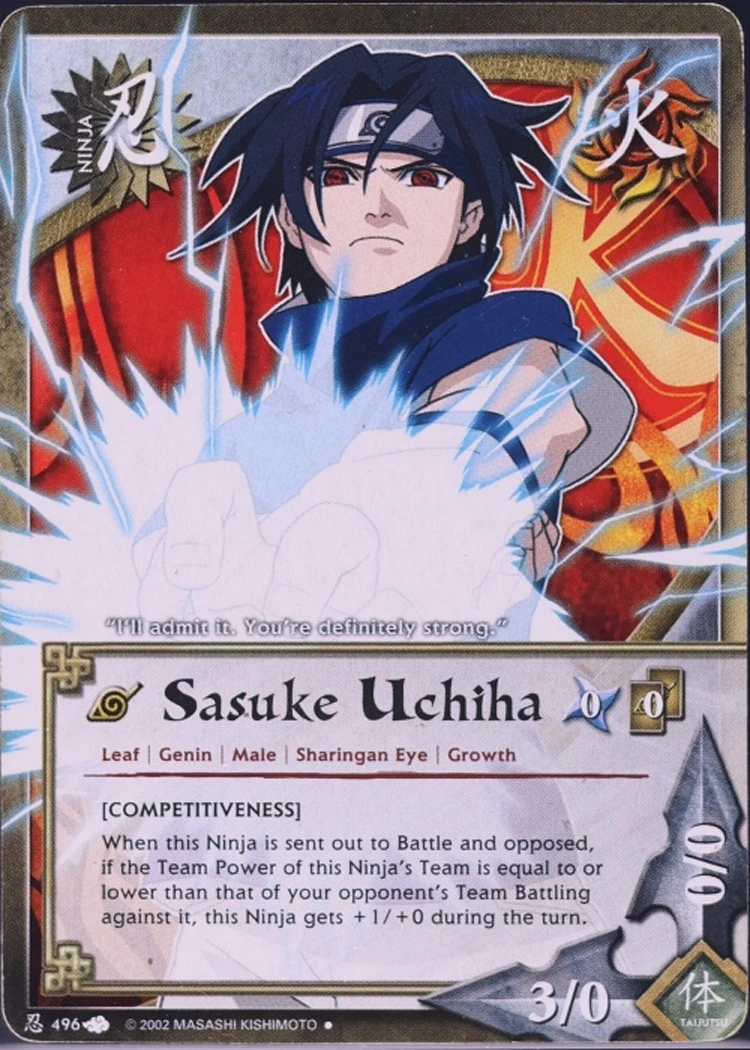 NINJA 忍
火
"I'll admit it. You're definitely strong."
Sasuke Uchiha 0 0
Leaf | Genin | Male | Sharingan Eye | Growth
[COMPETITIVENESS]
When this Ninja is sent out to Battle and opposed,
if the Team Power of this Ninja's Team is equal to or
lower than that of your opponent's Team Battling
against it, this Ninja gets +1/+0 during the turn.
0/0
3/0
体
TAIJUTSU
忍 496 © 2002 MASASHI KISHIMOTO ●